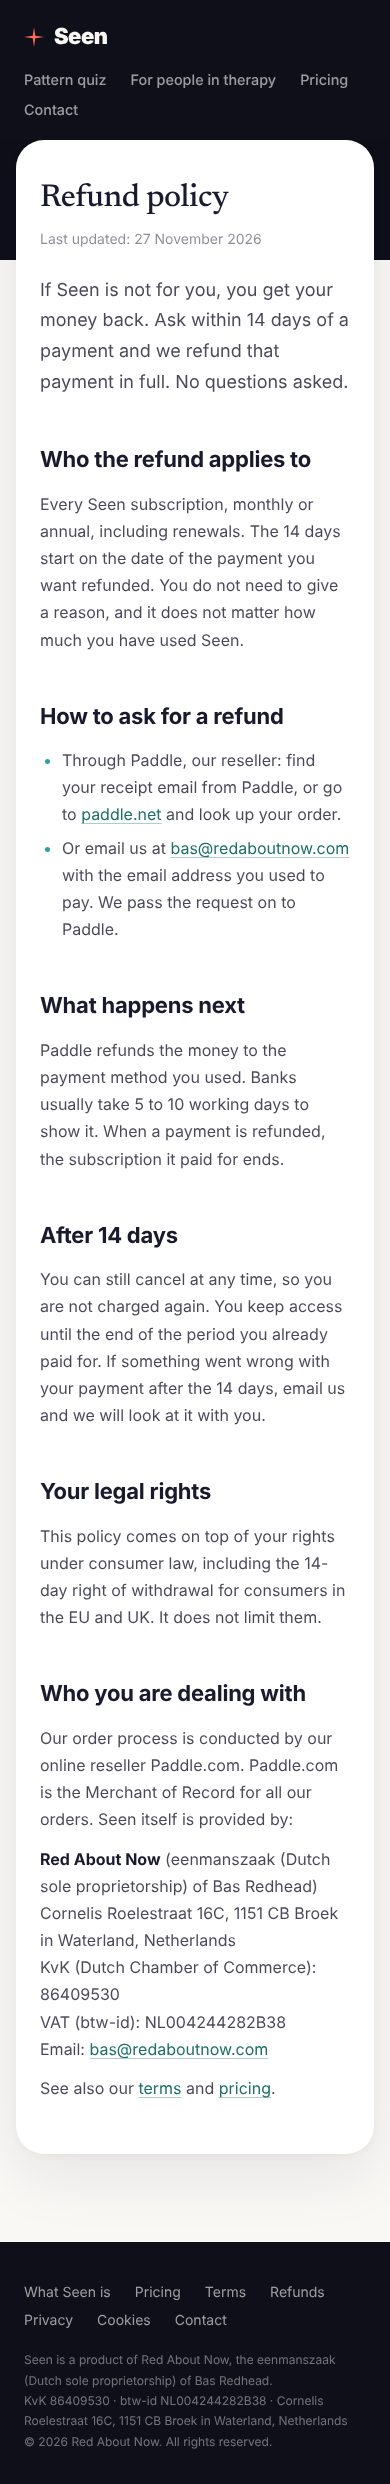 Seen
Pattern quiz For people in therapy Pricing
Contact
Refund policy
Last updated: 27 November 2026
If Seen is not for you, you get your
money back. Ask within 14 days of a
payment and we refund that
payment in full. No questions asked.
Who the refund applies to
Every Seen subscription, monthly or
annual, including renewals. The 14 days
start on the date of the payment you
want refunded. You do not need to give
a reason, and it does not matter how
much you have used Seen.
How to ask for a refund
• Through Paddle, our reseller: find
your receipt email from Paddle, or go
to paddle.net and look up your order.
• Or email us at bas@redaboutnow.com
with the email address you used to
pay. We pass the request on to
Paddle.
What happens next
Paddle refunds the money to the
payment method you used. Banks
usually take 5 to 10 working days to
show it. When a payment is refunded,
the subscription it paid for ends.
After 14 days
You can still cancel at any time, so you
are not charged again. You keep access
until the end of the period you already
paid for. If something went wrong with
your payment after the 14 days, email us
and we will look at it with you.
Your legal rights
This policy comes on top of your rights
under consumer law, including the 14-
day right of withdrawal for consumers in
the EU and UK. It does not limit them.
Who you are dealing with
Our order process is conducted by our
online reseller Paddle.com. Paddle.com
is the Merchant of Record for all our
orders. Seen itself is provided by:
Red About Now (eenmanszaak (Dutch
sole proprietorship) of Bas Redhead)
Cornelis Roelestraat 16C, 1151 CB Broek
in Waterland, Netherlands
KvK (Dutch Chamber of Commerce):
86409530
VAT (btw-id): NL004244282B38
Email: bas@redaboutnow.com
See also our terms and pricing.
What Seen is Pricing Terms Refunds
Privacy Cookies Contact
Seen is a product of Red About Now, the eenmanszaak
(Dutch sole proprietorship) of Bas Redhead.
KvK 86409530 · btw-id NL004244282B38 · Cornelis
Roelestraat 16C, 1151 CB Broek in Waterland, Netherlands
© 2026 Red About Now. All rights reserved.